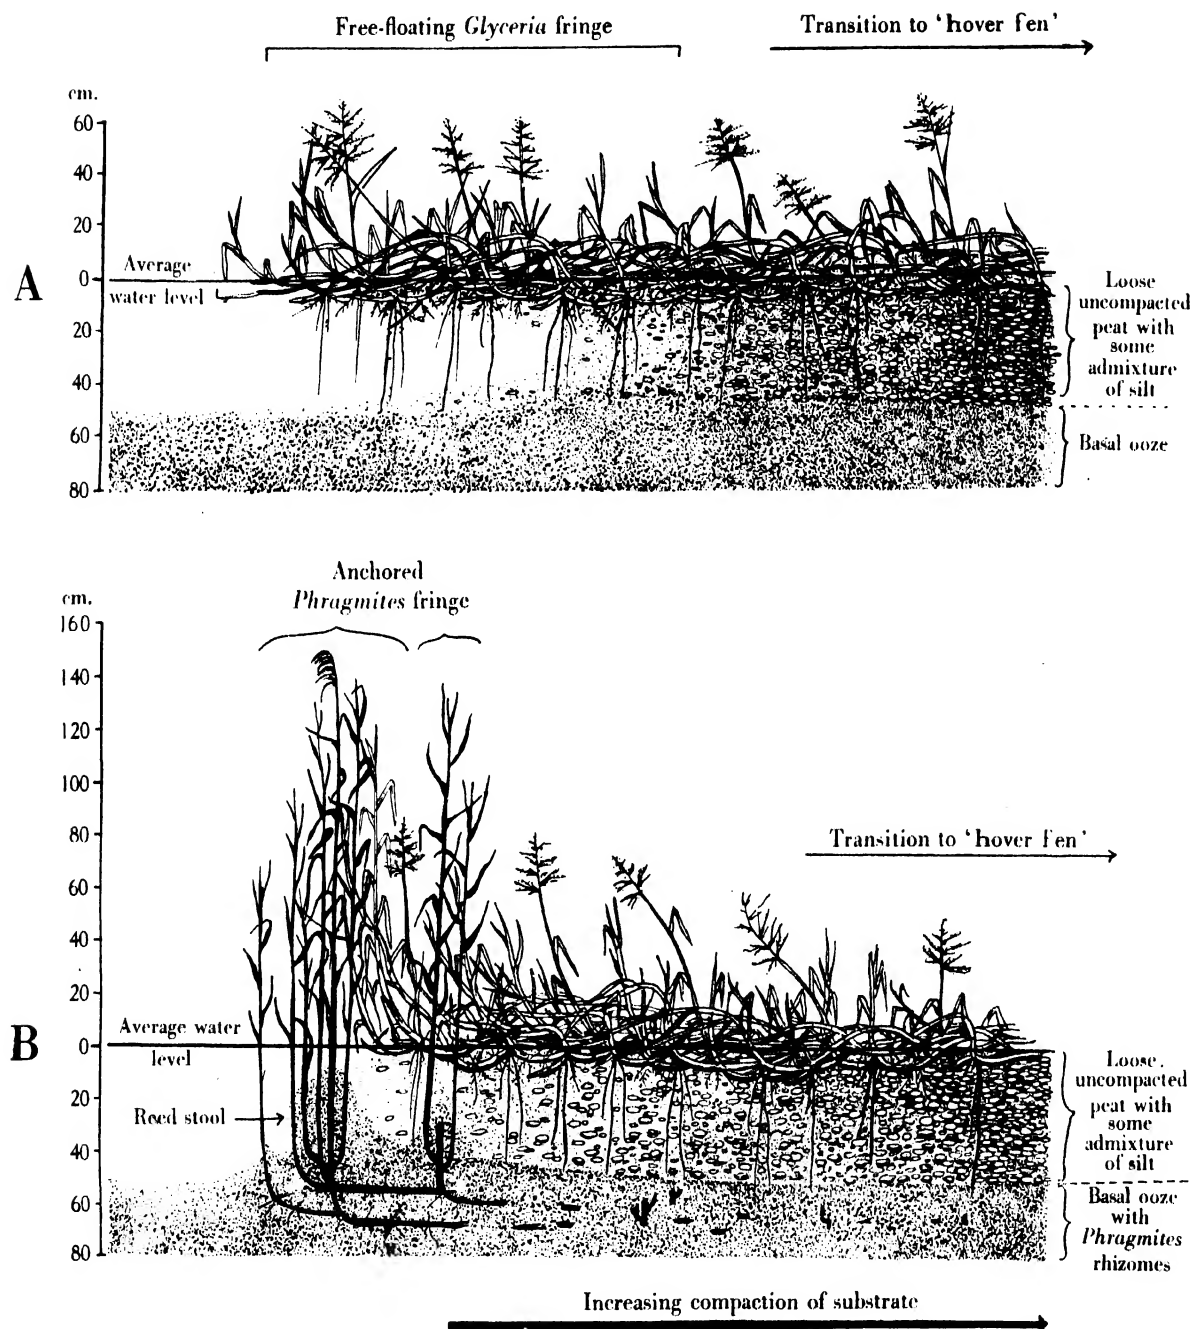 Free-floating Glyceria fringe
Transition to 'hover fen'
cm.
60
40
20
0
20
40
60
80
A
Average
water level
Loose
uncompacted
peat with
some
admixture
of silt
Basal ooze
Anchored
Phragmites fringe
cm.
160
140
120
100
80
60
40
20
0
20
40
60
80
Transition to 'hover fen'
B
Average water
level
Reed stool
Loose.
uncompacted
peat with
some
admixture
of silt
Basal ooze
with
Phragmites
rhizomes
Increasing compaction of substrate